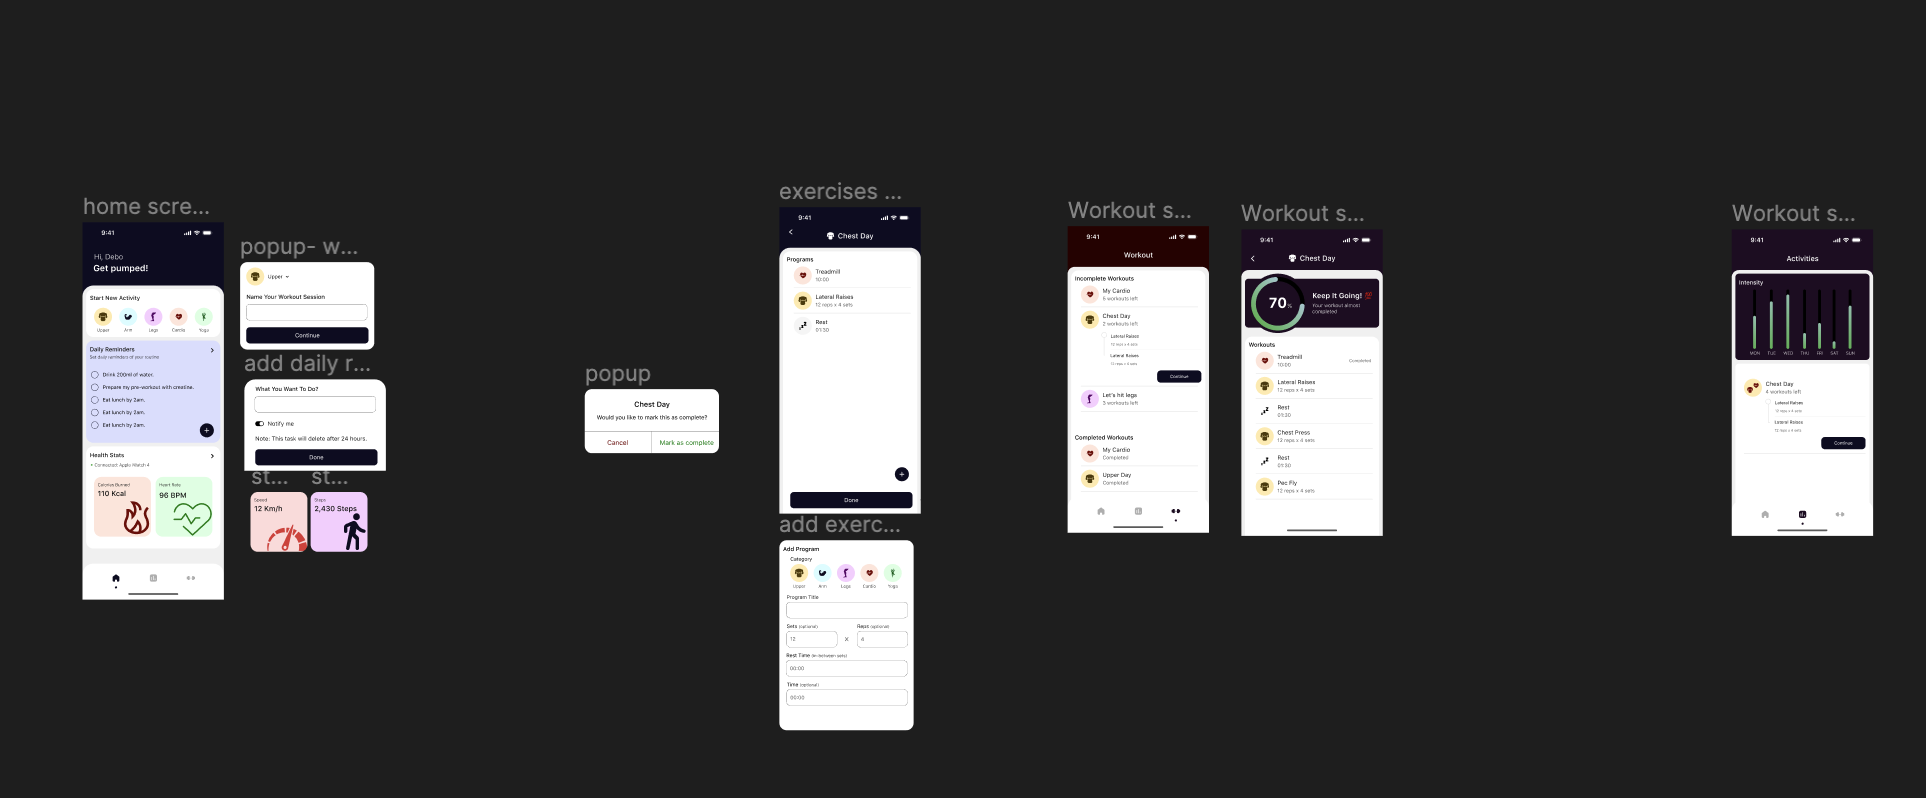 home scre...
9:41
Hi, Debo
Get pumped!
Start New Activity
Upper
Arm
Legs
Cardio
Yoga
Daily Reminders
Set daily reminders of your routine
Drink 200ml of water.
Prepare my pre-workout with creatine.
Eat lunch by 2am.
Eat lunch by 2am.
Eat lunch by 2am.
Health Stats
• Connected: Apple Watch 4
Calories Burned
110 Kcal
Heart Rate
96 BPM
popup- w...
Upper
Name Your Workout Session
Continue
add daily r...
What You Want To Do?
Notify me
Note: This task will delete after 24 hours.
Done
st...
st...
Speed
12 Km/h
Steps
2,430 Steps
popup
Chest Day
Would you like to mark this as complete?
Cancel
Mark as complete
exercises ...
9:41
Chest Day
Programs
Treadmill
10:00
Lateral Raises
12 reps x 4 sets
Rest
01:30
Done
add exerc...
Add Program
Category
Upper
Arm
Legs
Cardio
Yoga
Program Title
Sets (optional)
Reps (optional)
12
X
4
Rest Time (in-between sets)
00:00
Time (optional)
00:00
Workout s...
9:41
Workout
Incomplete Workouts
My Cardio
5 workouts left
Chest Day
2 workouts left
Lateral Raises
12 reps x 4 sets
Lateral Raises
12 reps x 4 sets
Continue
Let's hit legs
3 workouts left
Completed Workouts
My Cardio
Completed
Upper Day
Completed
Workout s...
9:41
Chest Day
70%
Keep It Going! 💯
Your workout almost
completed
Workouts
Treadmill
10:00
Completed
Lateral Raises
12 reps x 4 sets
Rest
01:30
Chest Press
12 reps x 4 sets
Rest
01:30
Pec Fly
12 reps x 4 sets
Workout s...
9:41
Activities
Intensity
MON TUE WED THU FRI SAT SUN
Chest Day
4 workouts left
Lateral Raises
12 reps x 4 sets
Lateral Raises
12 reps x 4 sets
Continue